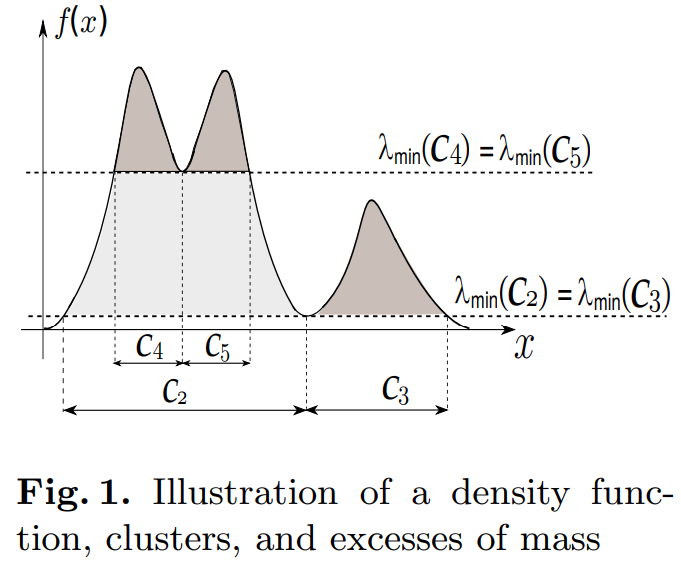 f(x)
λmin(C4) = λmin(C5)
λmin(C2) = λmin(C3)
x
C4 C5
C2 C3
Fig. 1. Illustration of a density func-
tion, clusters, and excesses of mass